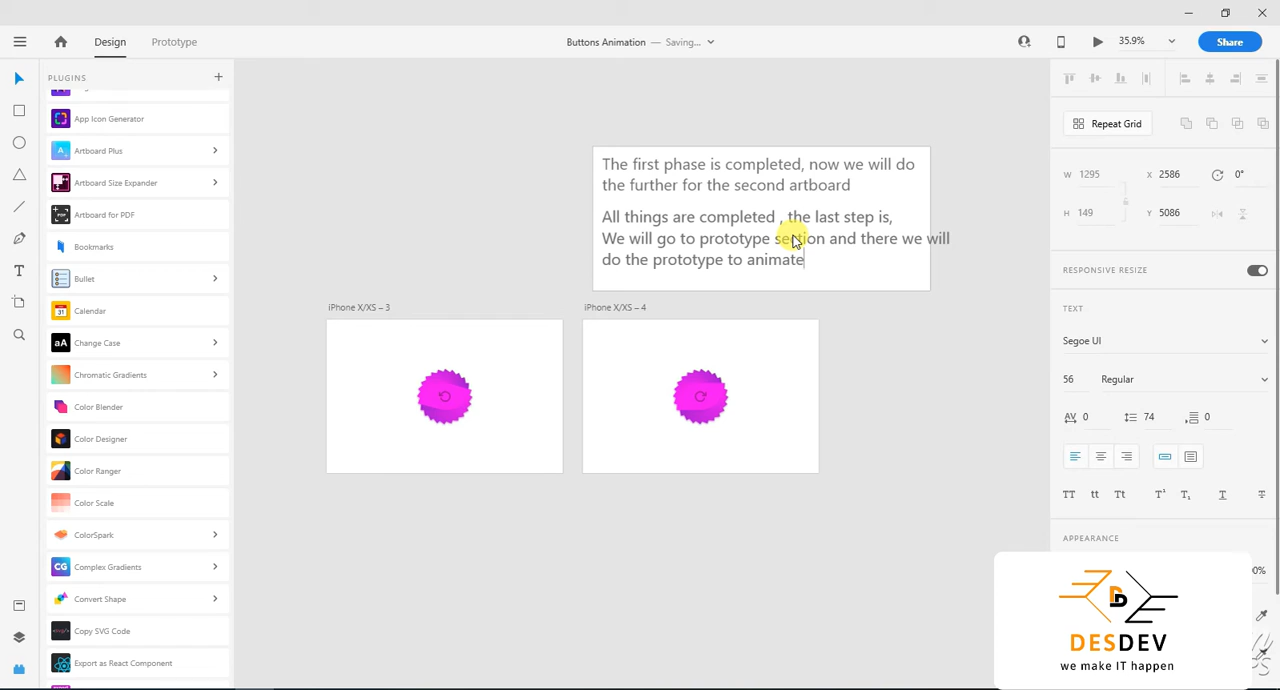 Design
Prototype
Buttons Animation — Saving...
35.9%
Share
PLUGINS
App Icon Generator
Artboard Plus
Artboard Size Expander
Artboard for PDF
Bookmarks
Bullet
Calendar
Change Case
Chromatic Gradients
Color Blender
Color Designer
Color Ranger
Color Scale
ColorSpark
Complex Gradients
Convert Shape
Copy SVG Code
Export as React Component
The first phase is completed, now we will do
the further for the second artboard
All things are completed , the last step is,
We will go to prototype section and there we will
do the prototype to animate
iPhone X/XS – 3
iPhone X/XS – 4
Repeat Grid
W 1295 X 2586 0°
H 149 Y 5086
RESPONSIVE RESIZE
TEXT
Segoe UI
56 Regular
AV 0 74 0
TT tt Tt T¹ T₁ T T
APPEARANCE
DESDEV
we make IT happen